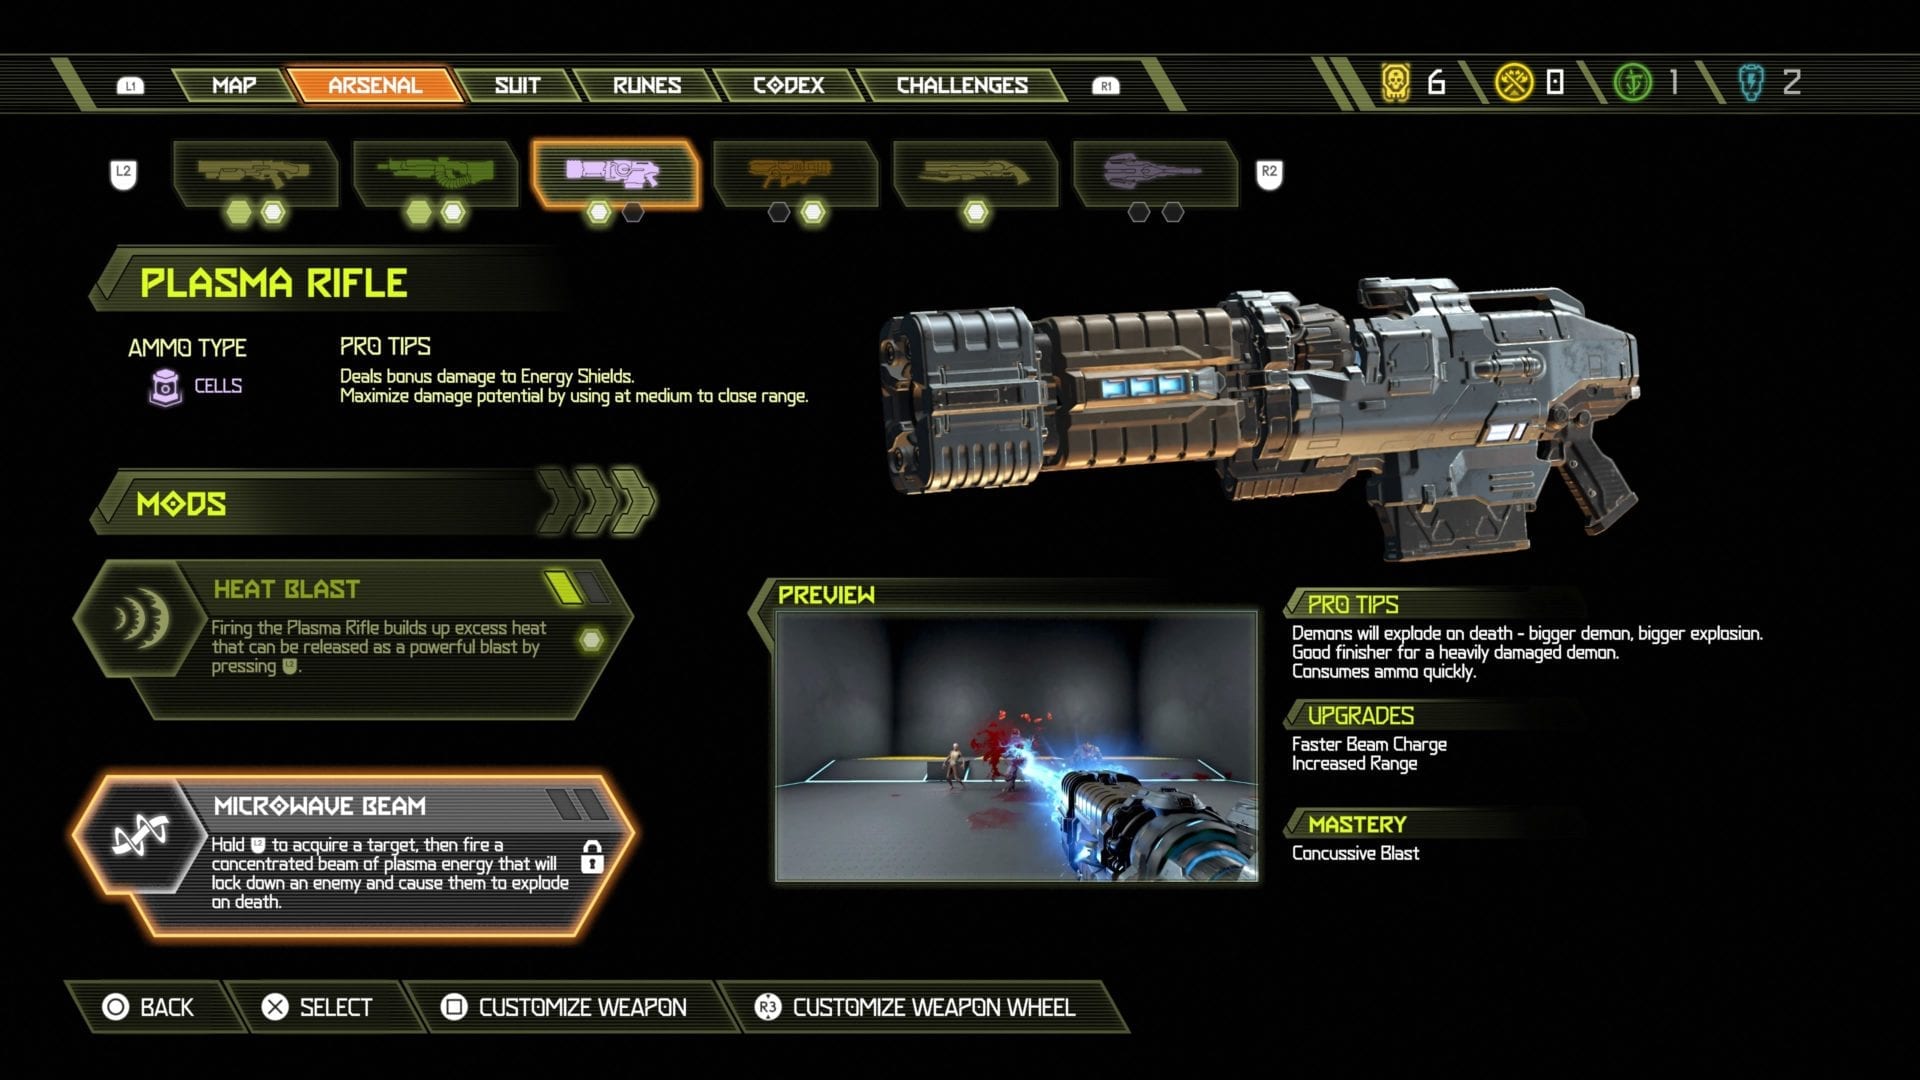 L1 MAP ARSENAL SUIT RUNES CODEX CHALLENGES R1 6 0 1 2
L2 R2
PLASMA RIFLE
AMMO TYPE
CELLS
PRO TIPS
Deals bonus damage to Energy Shields.
Maximize damage potential by using at medium to close range.
MODS
HEAT BLAST
Firing the Plasma Rifle builds up excess heat
that can be released as a powerful blast by
pressing L2.
MICROWAVE BEAM
Hold L2 to acquire a target, then fire a
concentrated beam of plasma energy that will
lock down an enemy and cause them to explode
on death.
PREVIEW
PRO TIPS
Demons will explode on death - bigger demon, bigger explosion.
Good finisher for a heavily damaged demon.
Consumes ammo quickly.
UPGRADES
Faster Beam Charge
Increased Range
MASTERY
Concussive Blast
BACK SELECT CUSTOMIZE WEAPON R3 CUSTOMIZE WEAPON WHEEL